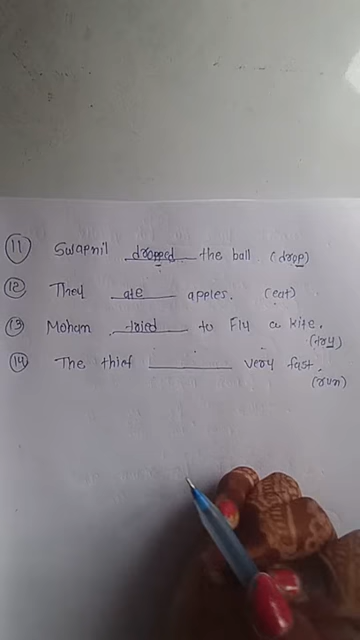 11 Swapnil dropped the ball. (drop)
12 They ate apples. (eat)
13 Mohan tried to Fly a kite.
(try)
14 The thief ________ very fast.
(run)